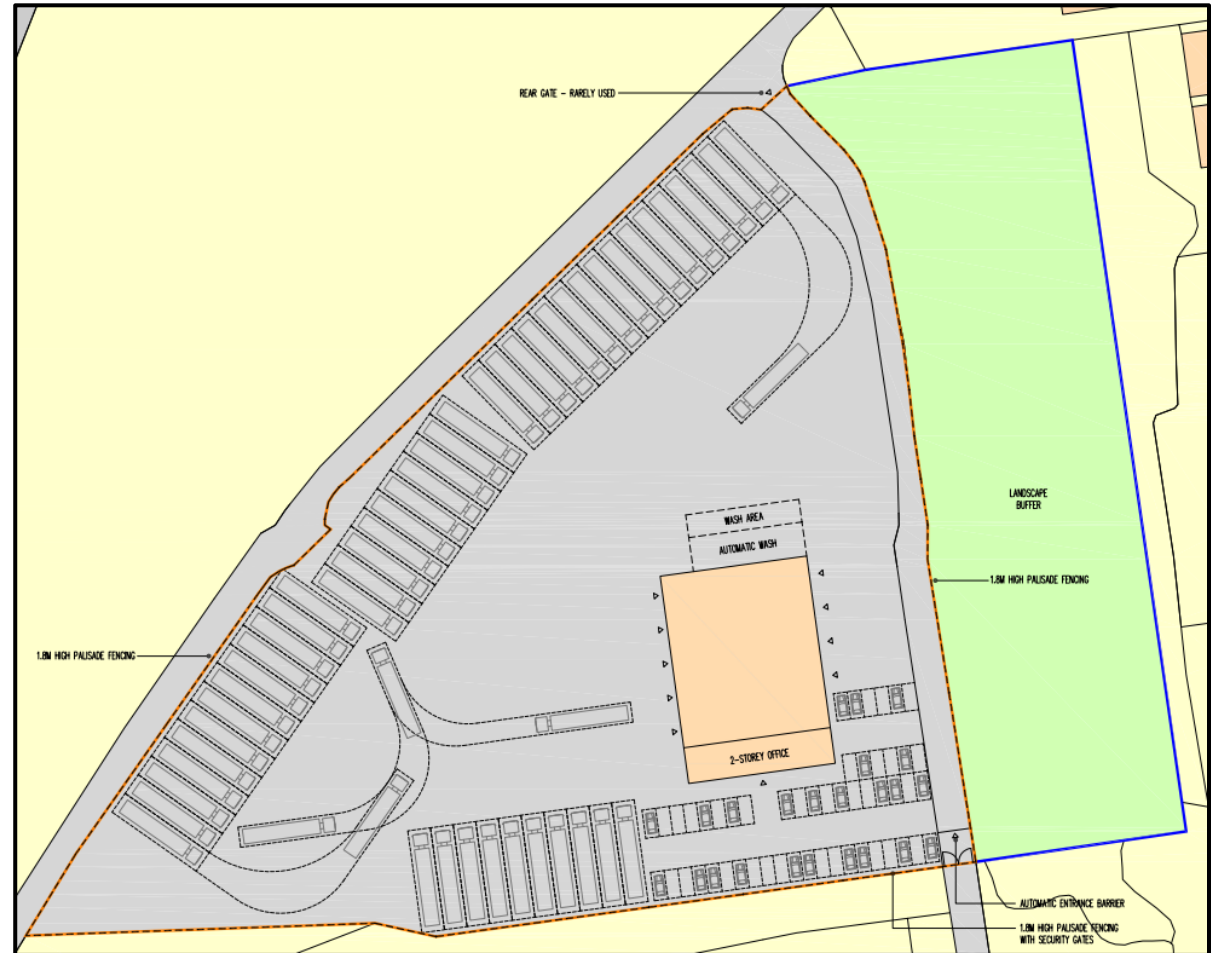 REAR GATE - RARELY USED
WASH AREA
AUTOMATIC WASH
LANDSCAPE
BUFFER
1.8M HIGH PALISADE FENCING
1.8M HIGH PALISADE FENCING
2-STOREY OFFICE
AUTOMATIC ENTRANCE BARRIER
1.8M HIGH PALISADE FENCING
WITH SECURITY GATES